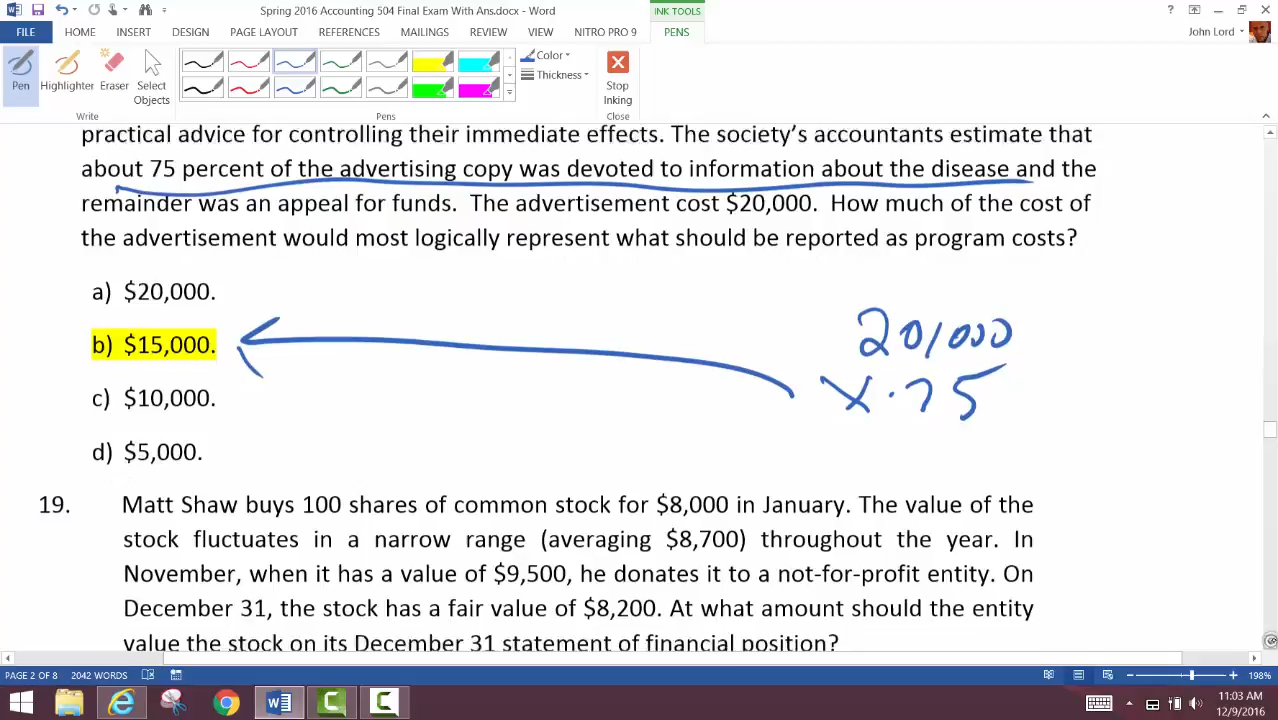 Spring 2016 Accounting 504 Final Exam With Ans.docx - Word
INK TOOLS
FILE HOME INSERT DESIGN PAGE LAYOUT REFERENCES MAILINGS REVIEW VIEW NITRO PRO 9 PENS John Lord
Pen Highlighter Eraser Select Objects Color Thickness Stop Inking
Write Pens Close
practical advice for controlling their immediate effects. The society's accountants estimate that
about 75 percent of the advertising copy was devoted to information about the disease and the
remainder was an appeal for funds. The advertisement cost $20,000. How much of the cost of
the advertisement would most logically represent what should be reported as program costs?
a) $20,000.
b) $15,000.
20,000
x.75
c) $10,000.
d) $5,000.
19. Matt Shaw buys 100 shares of common stock for $8,000 in January. The value of the
stock fluctuates in a narrow range (averaging $8,700) throughout the year. In
November, when it has a value of $9,500, he donates it to a not-for-profit entity. On
December 31, the stock has a fair value of $8,200. At what amount should the entity
value the stock on its December 31 statement of financial position?
PAGE 2 OF 8 2042 WORDS 198%
11:03 AM
12/9/2016